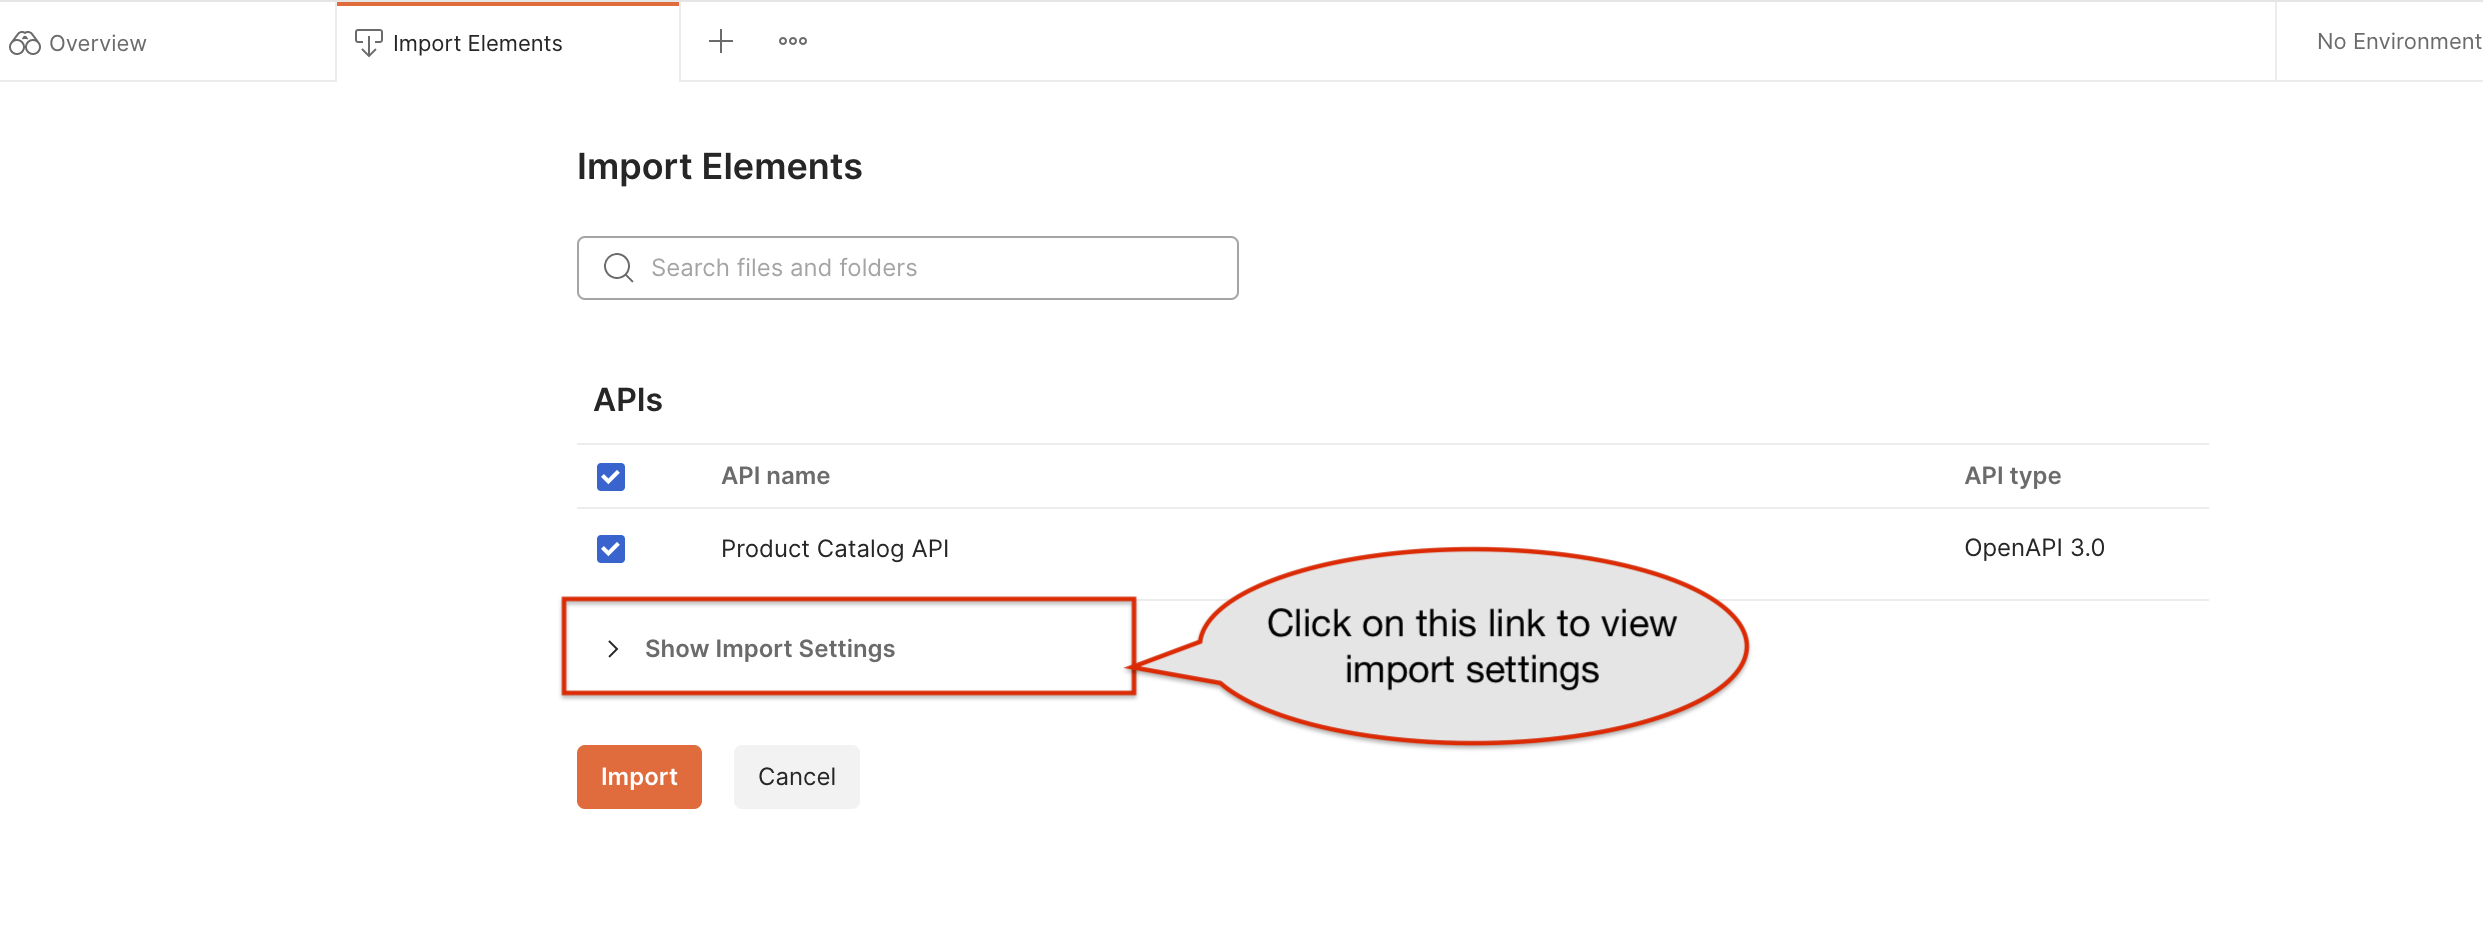 Overview
Import Elements
No Environment
Import Elements
Search files and folders
APIs
API name
API type
Product Catalog API
OpenAPI 3.0
Show Import Settings
Click on this link to view
import settings
Import
Cancel